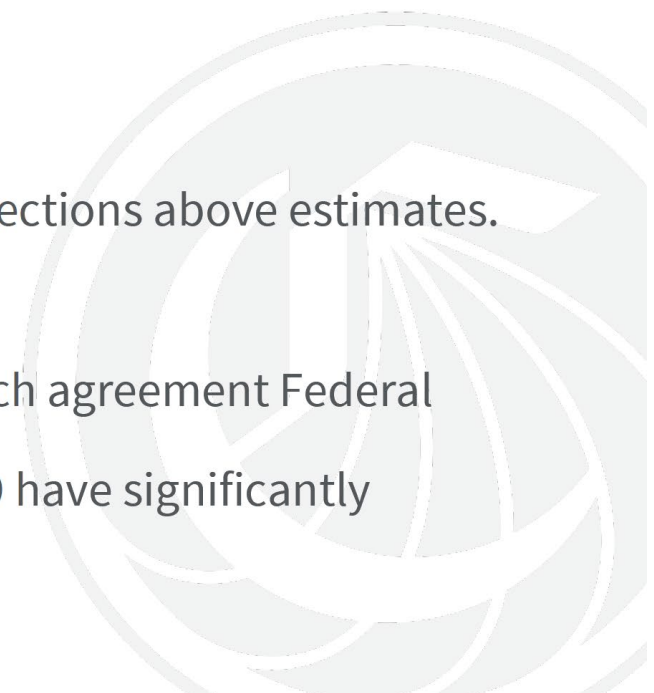 ections above estimates.
ch agreement Federal
) have significantly